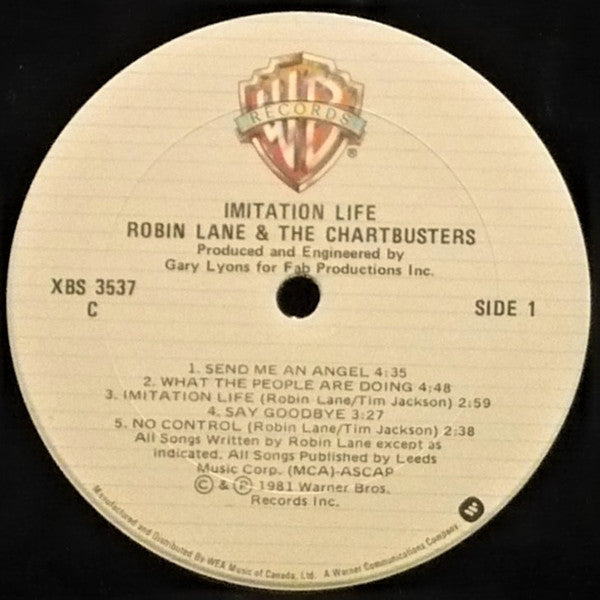 WB
RECORDS
®
IMITATION LIFE
ROBIN LANE & THE CHARTBUSTERS
Produced and Engineered by
Gary Lyons for Fab Productions Inc.
XBS 3537
C
SIDE 1
1. SEND ME AN ANGEL 4:35
2. WHAT THE PEOPLE ARE DOING 4:48
3. IMITATION LIFE (Robin Lane/Tim Jackson) 2:59
4. SAY GOODBYE 3:27
5. NO CONTROL (Robin Lane/Tim Jackson) 2:38
All Songs Written by Robin Lane except as
indicated. All Songs Published by Leeds
Music Corp. (MCA)-ASCAP
© & ℗ 1981 Warner Bros.
Records Inc.
Manufactured and Distributed By WEA Music of Canada, Ltd. A Warner Communications Company